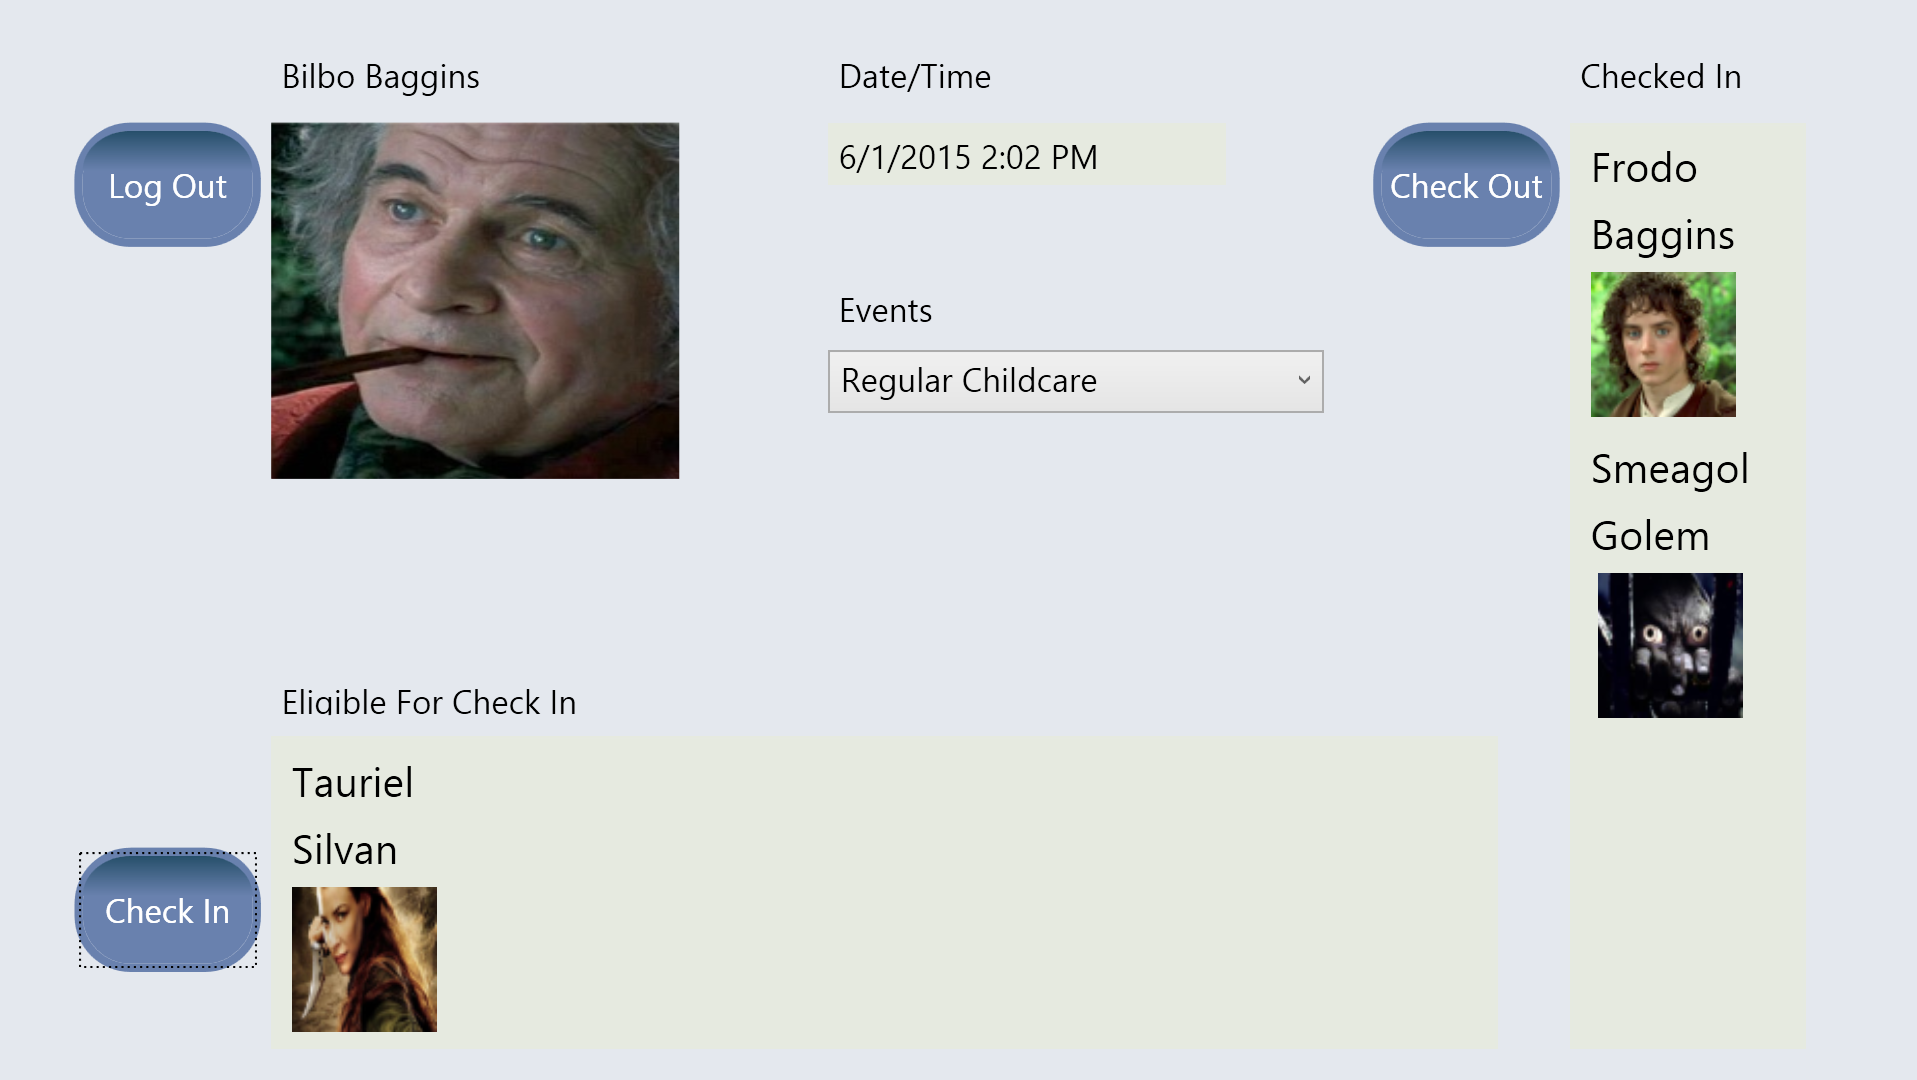 Bilbo Baggins
Log Out
Date/Time
6/1/2015 2:02 PM
Events
Regular Childcare
Check Out
Checked In
Frodo
Baggins
Smeagol
Golem
Eligible For Check In
Tauriel
Silvan
Check In